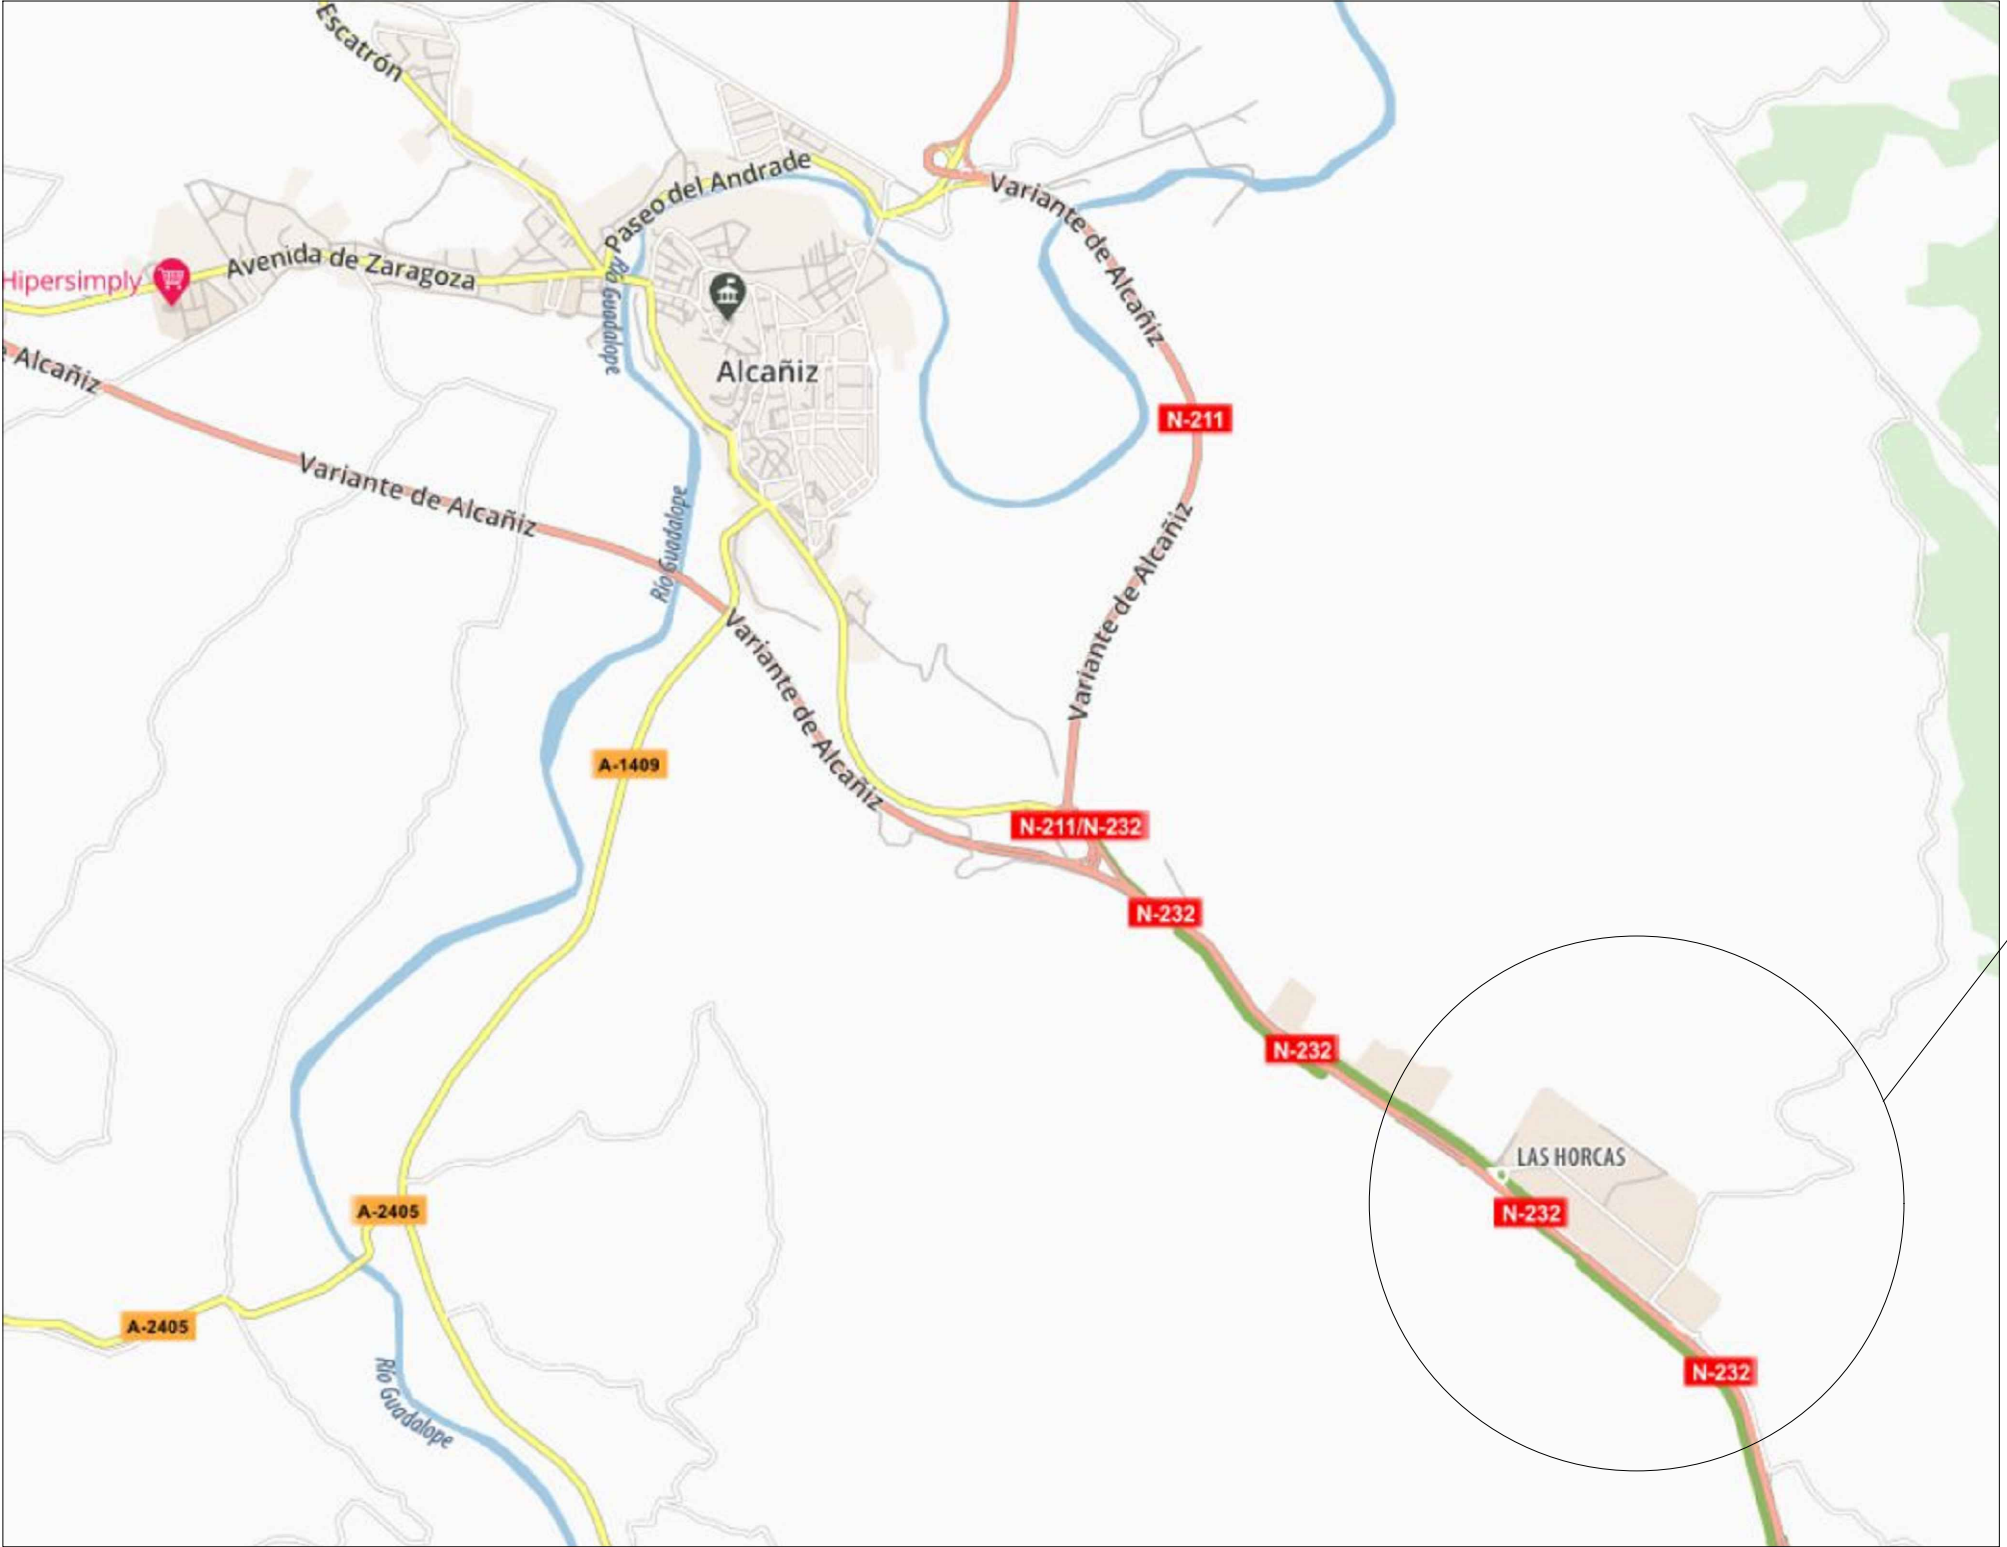 Escatrón
Paseo del Andrade
Variante de Alcañiz
Avenida de Zaragoza
Hipersimply
Río Guadalope
Alcañiz
Alcañiz
N-211
Variante de Alcañiz
Río Guadalope
Variante de Alcañiz
Variante de Alcañiz
A-1409
N-211/N-232
N-232
N-232
LAS HORCAS
A-2405
N-232
A-2405
N-232
Río Guadalope